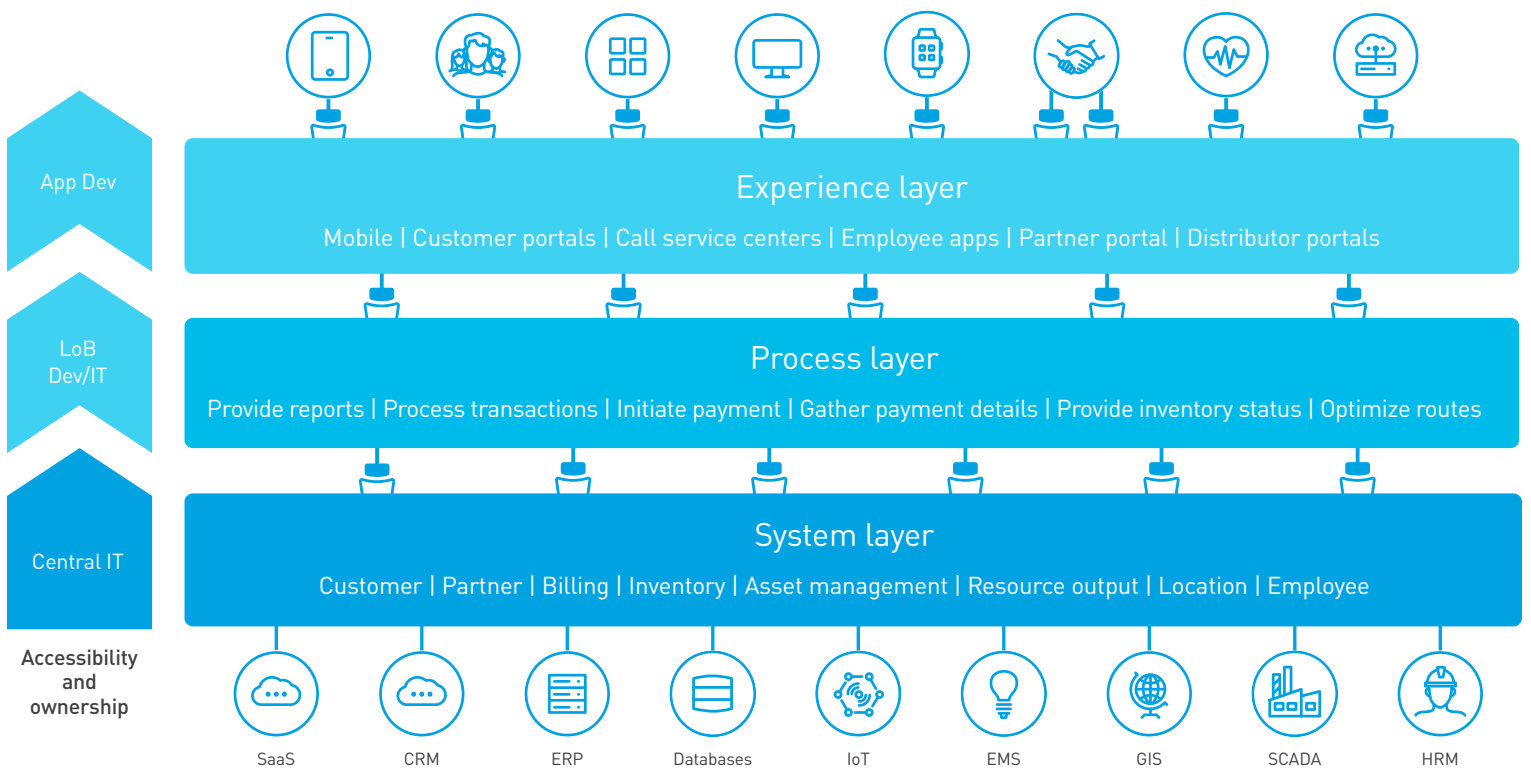 App Dev
Experience layer
Mobile | Customer portals | Call service centers | Employee apps | Partner portal | Distributor portals
LoB
Dev/IT
Process layer
Provide reports | Process transactions | Initiate payment | Gather payment details | Provide inventory status | Optimize routes
Central IT
System layer
Customer | Partner | Billing | Inventory | Asset management | Resource output | Location | Employee
Accessibility
and
ownership
SaaS
CRM
ERP
Databases
IoT
EMS
GIS
SCADA
HRM